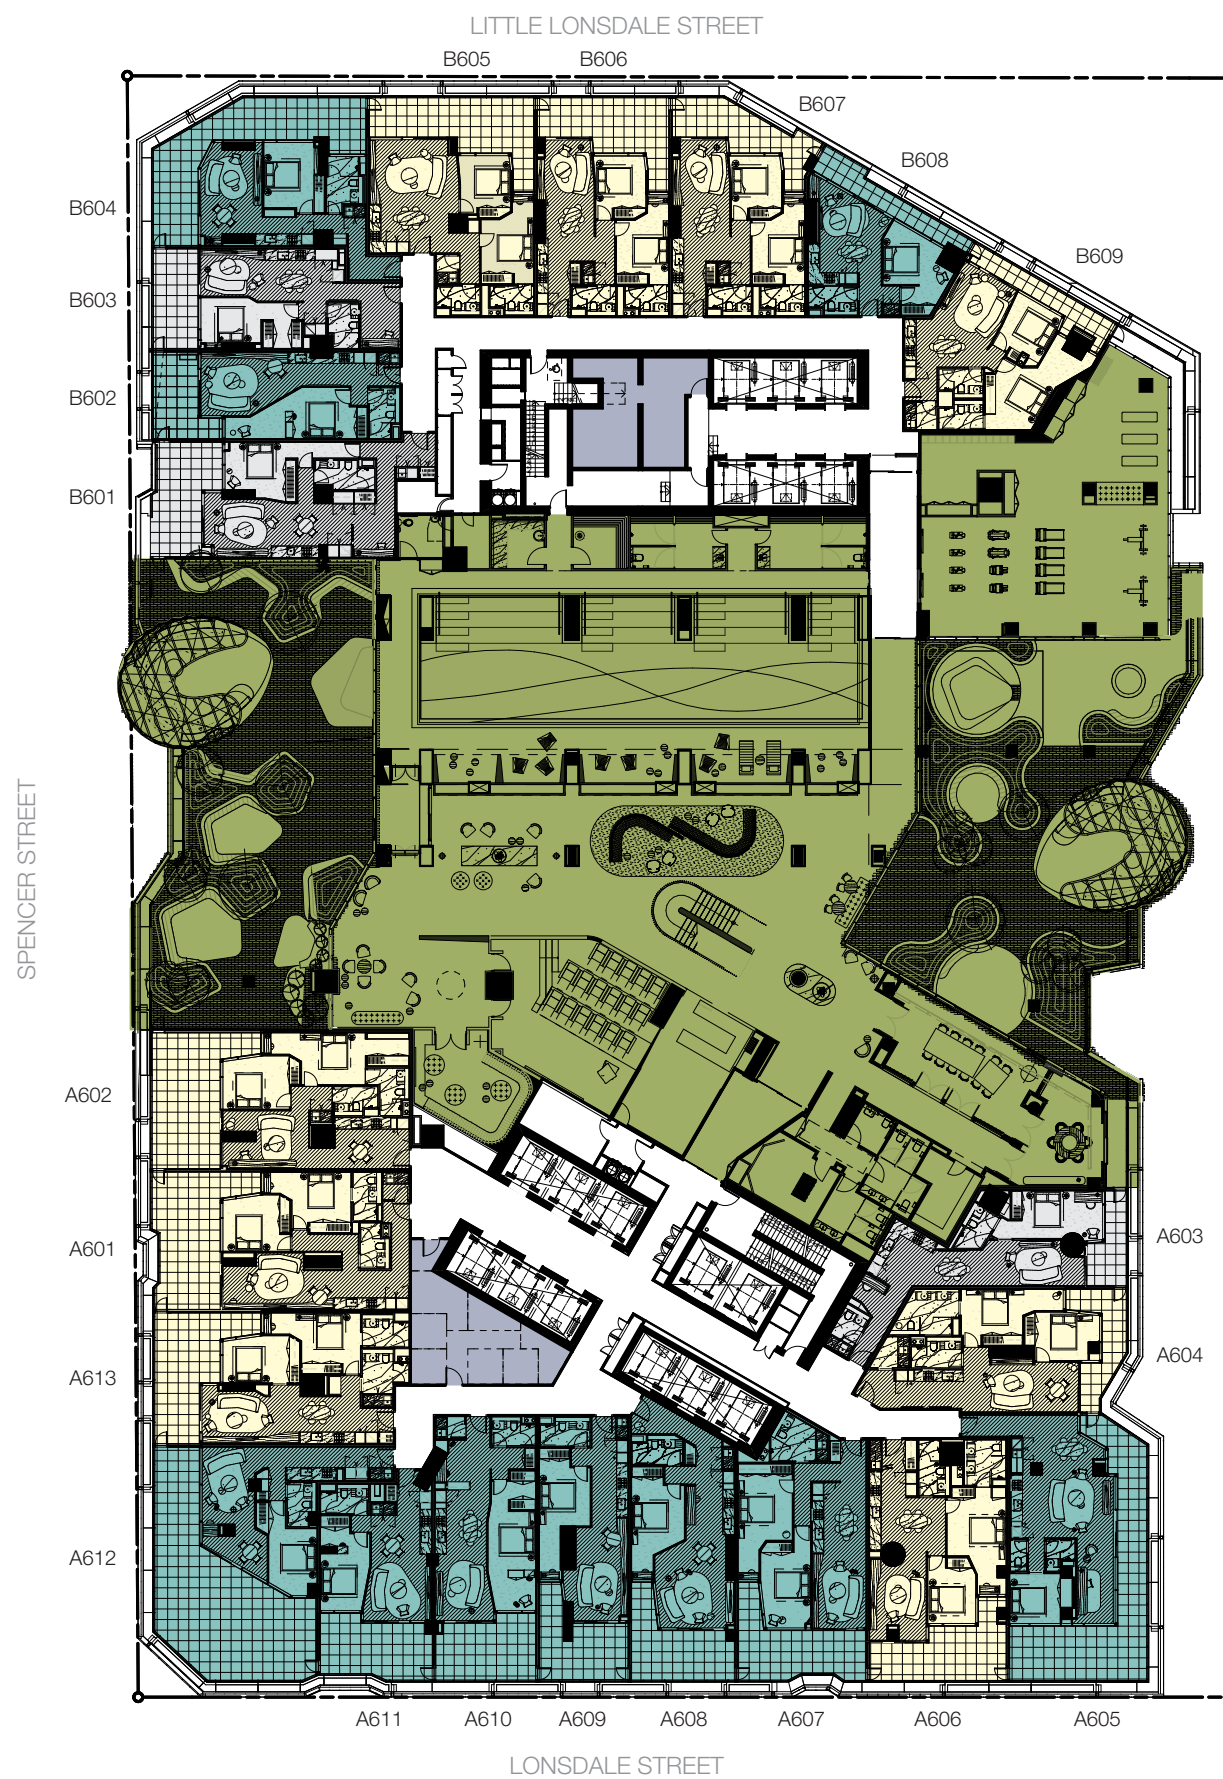 LITTLE LONSDALE STREET
B605
B606
B607
B608
B604
B609
B603
B602
B601
SPENCER STREET
A602
A601
A603
A604
A613
A612
A611
A610
A609
A608
A607
A606
A605
LONSDALE STREET